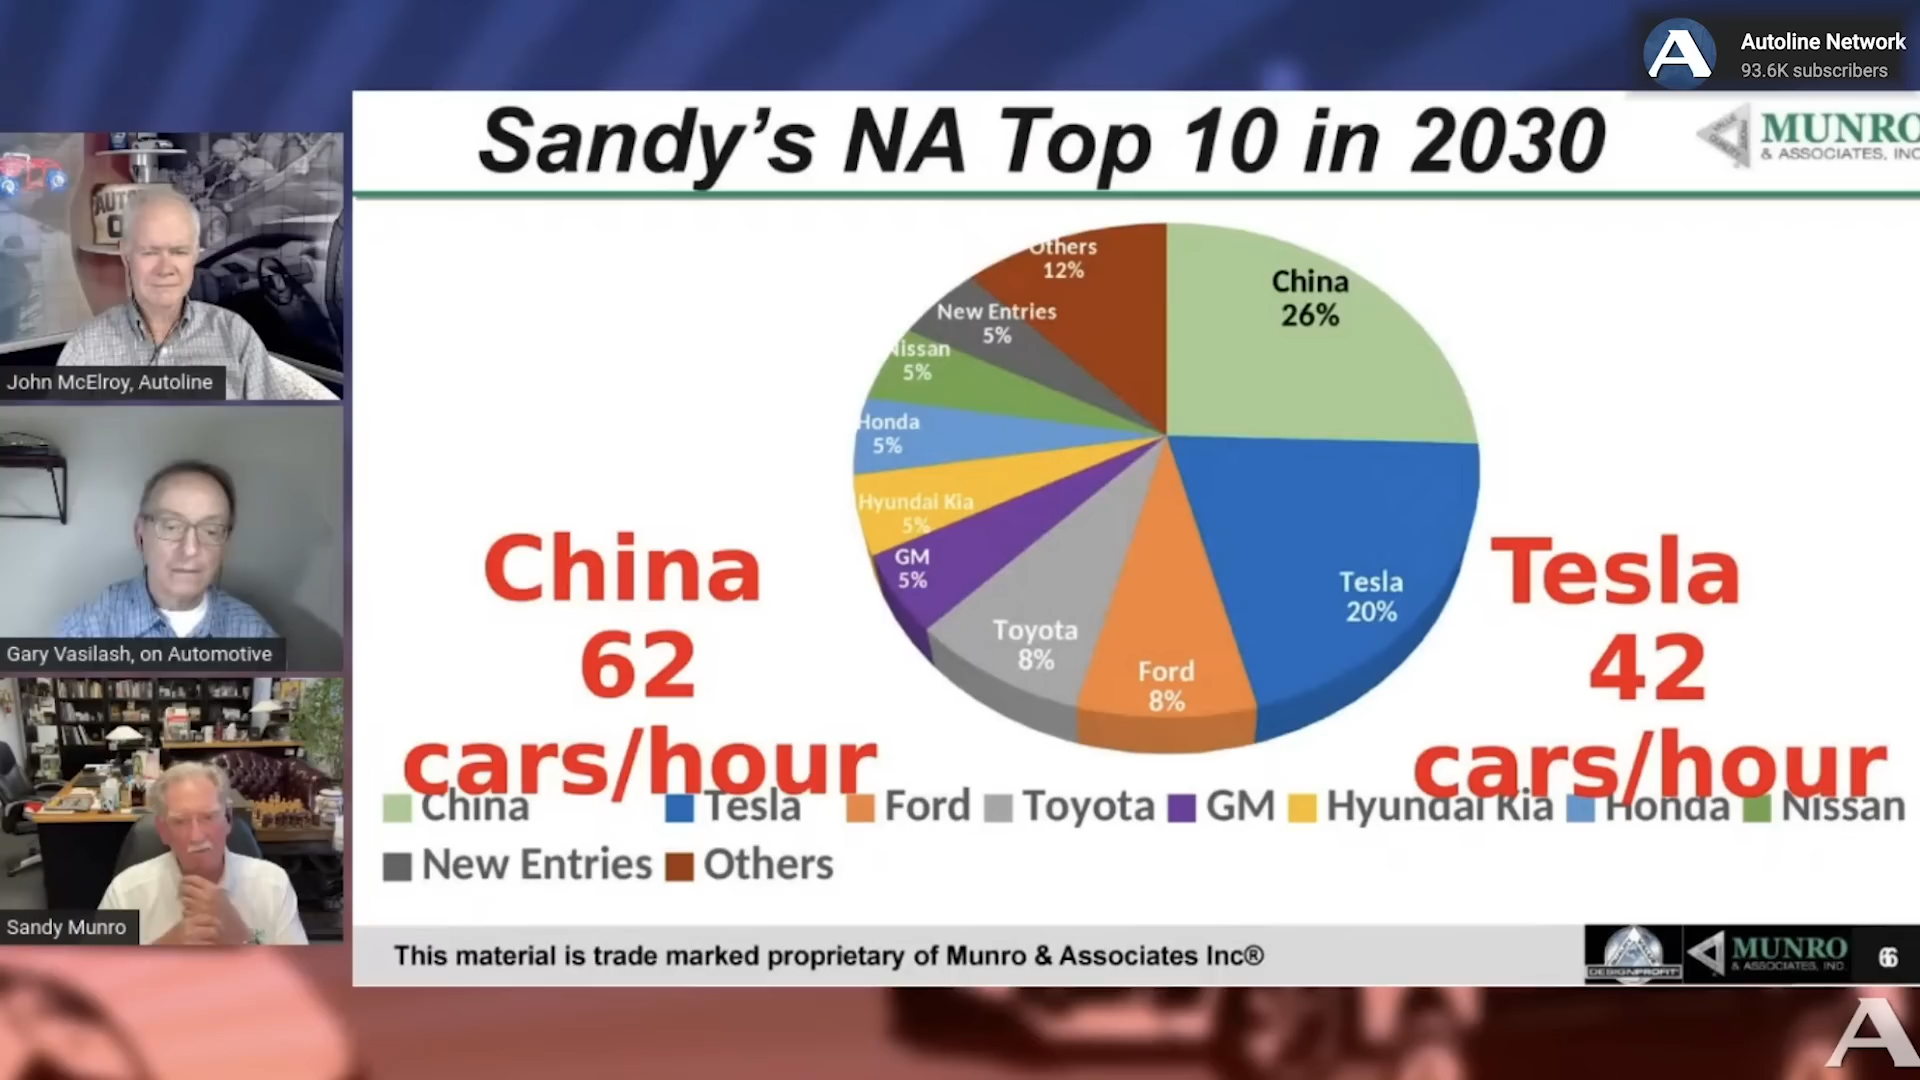 Autoline Network
93.6K subscribers
Sandy's NA Top 10 in 2030
MUNRO
& ASSOCIATES, INC
AUTO
John McElroy, Autoline
Gary Vasilash, on Automotive
Sandy Munro
Others
12%
China
26%
New Entries
5%
Nissan
5%
Honda
5%
Hyundai Kia
5%
GM
5%
Toyota
8%
Ford
8%
Tesla
20%
China
62
cars/hour
Tesla
42
cars/hour
China Tesla Ford Toyota GM Hyundai Kia Honda Nissan
New Entries Others
This material is trade marked proprietary of Munro & Associates Inc®
DESIGNPROFIT
MUNRO
& ASSOCIATES, INC.